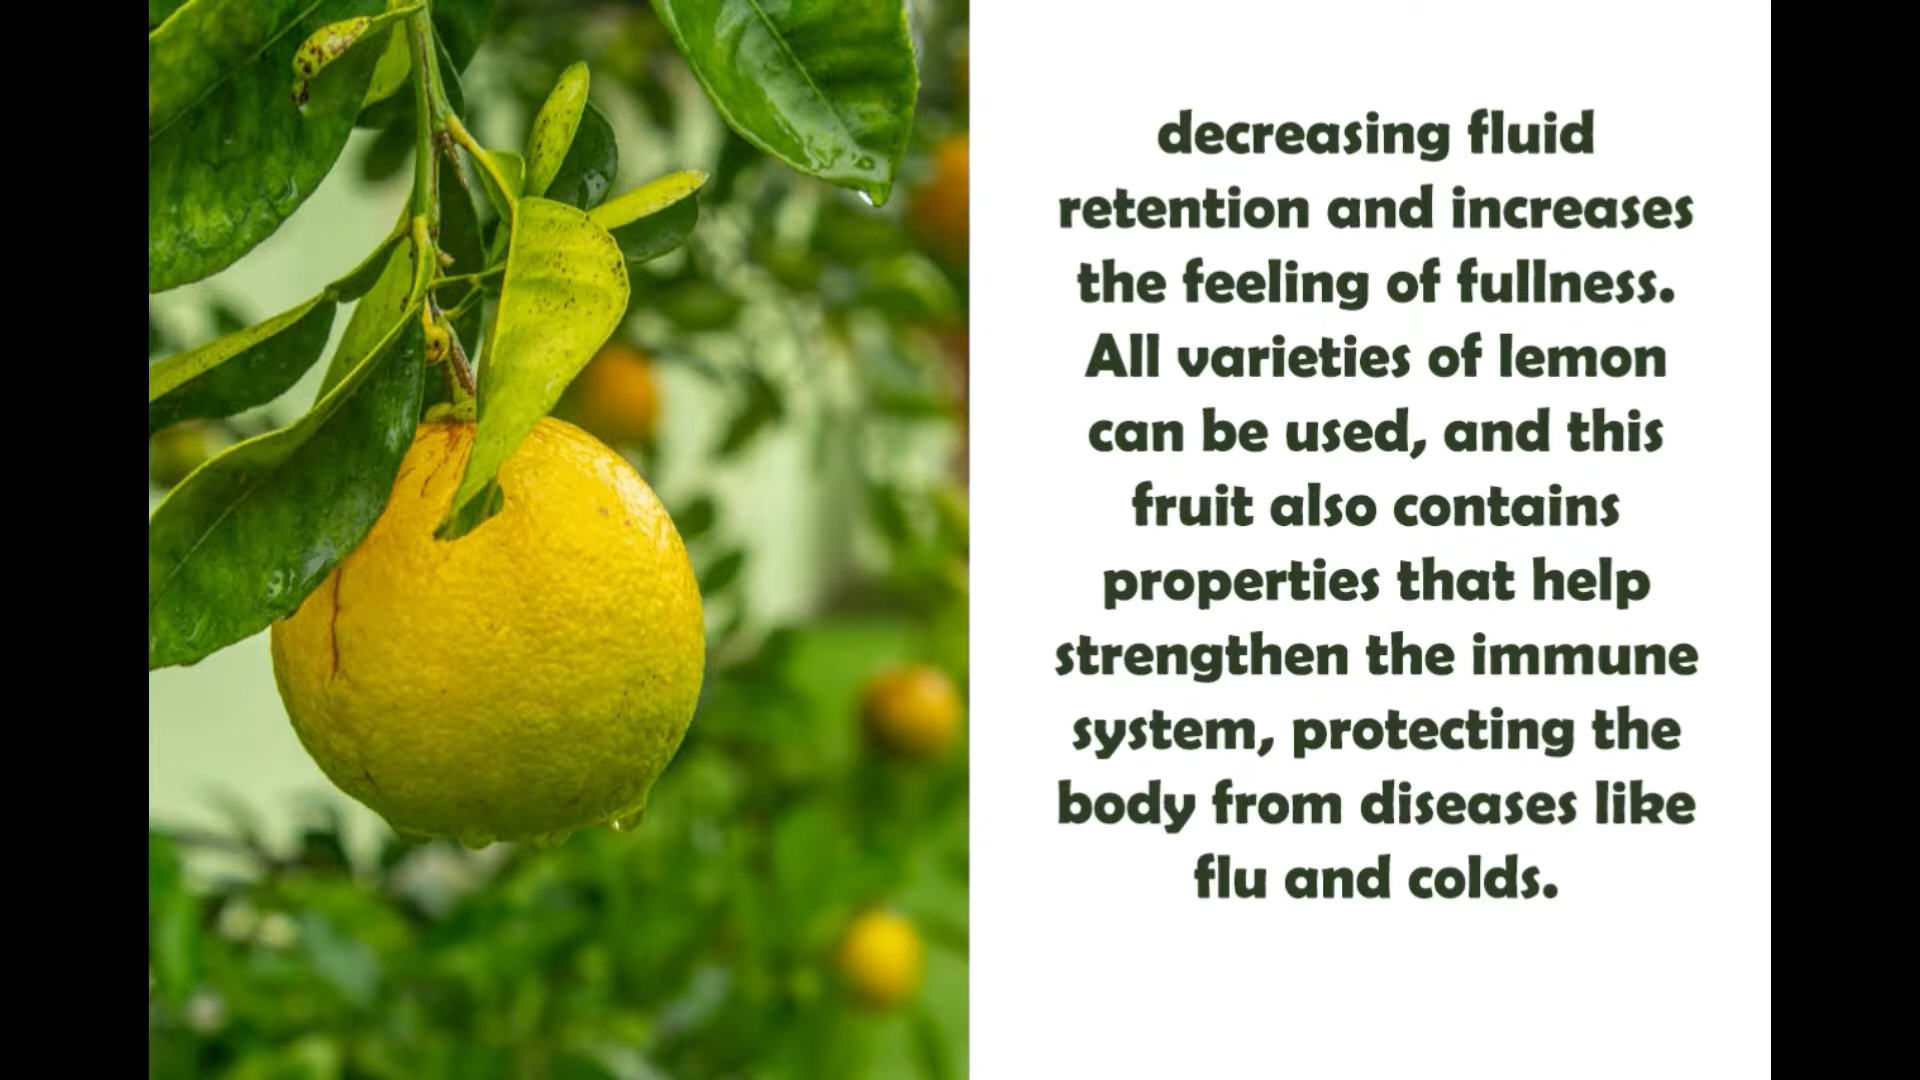 decreasing fluid
retention and increases
the feeling of fullness.
All varieties of lemon
can be used, and this
fruit also contains
properties that help
strengthen the immune
system, protecting the
body from diseases like
flu and colds.